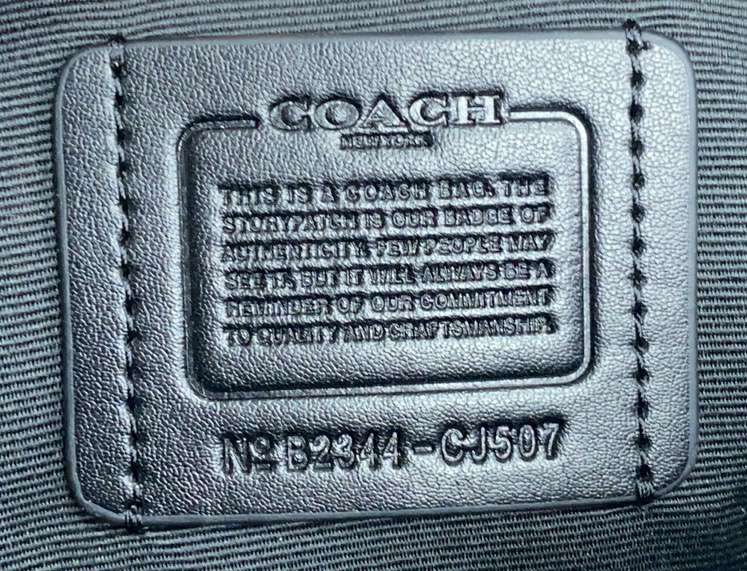 COACH
NEW YORK
THIS IS A COACH BAG. THE
STORYPATCH IS OUR BADGE OF
AUTHENTICITY. FEW PEOPLE MAY
SEE IT, BUT IT WILL ALWAYS BE A
REMINDER OF OUR COMMITMENT
TO QUALITY AND CRAFTSMANSHIP.
Nº B2344-CJ507